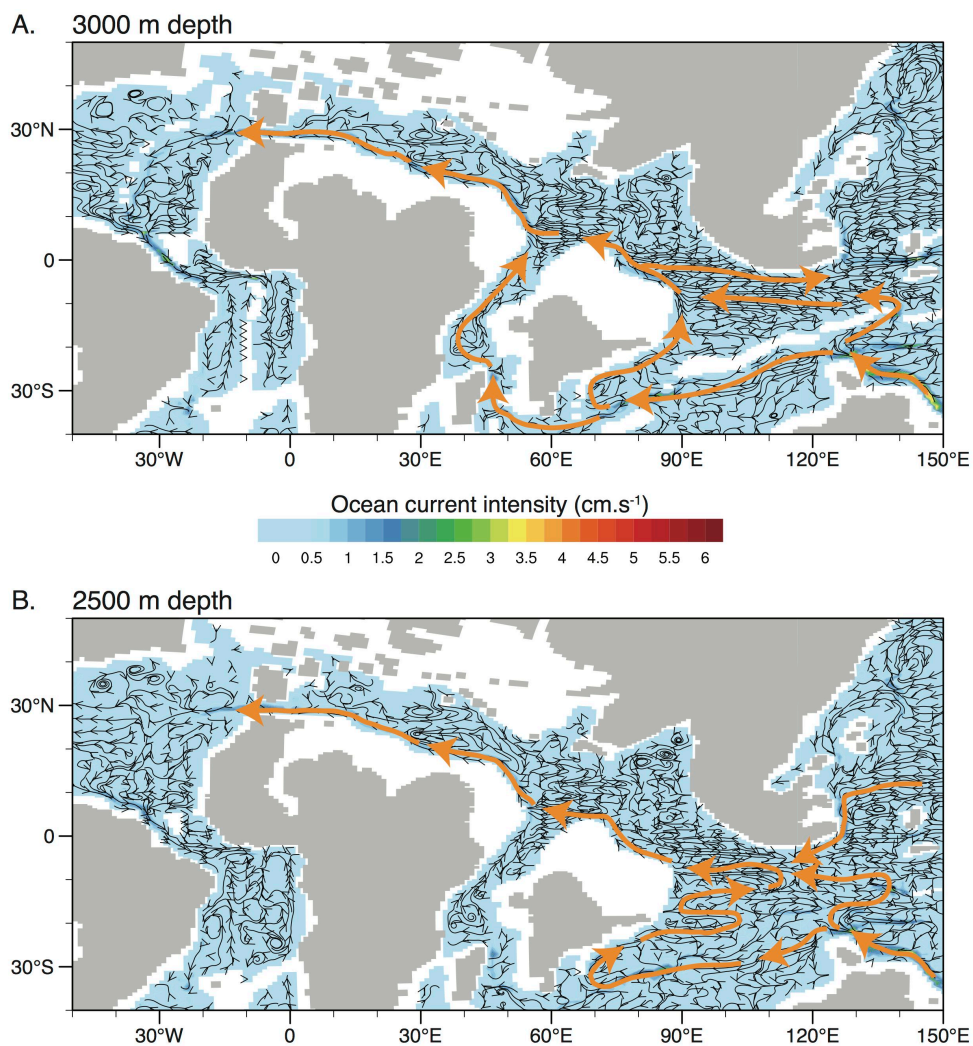 A. 3000 m depth
30°N
0
30°S
30°W 0 30°E 60°E 90°E 120°E 150°E
Ocean current intensity (cm.s⁻¹)
0 0.5 1 1.5 2 2.5 3 3.5 4 4.5 5 5.5 6
B. 2500 m depth
30°N
0
30°S
30°W 0 30°E 60°E 90°E 120°E 150°E